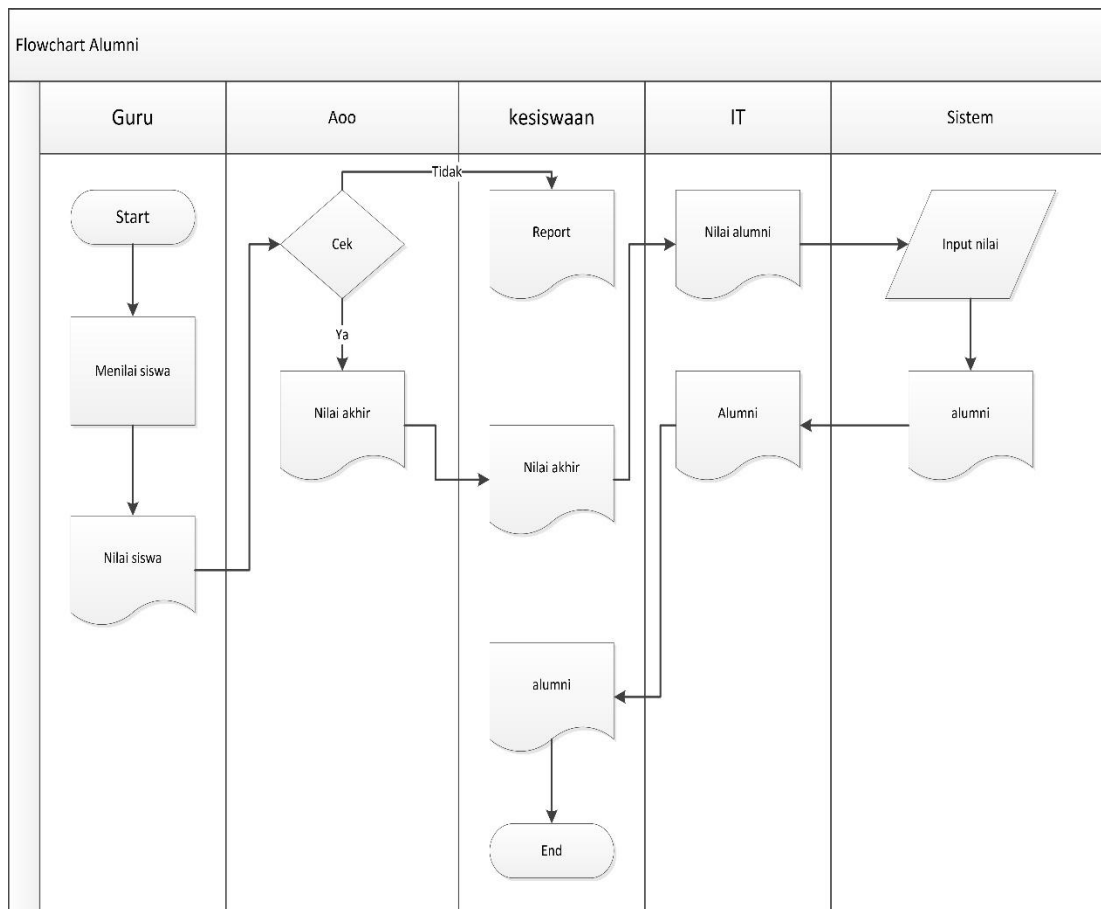 Flowchart Alumni
Guru
Aoo
kesiswaan
IT
Sistem
Start
Menilai siswa
Nilai siswa
Cek
Tidak
Ya
Nilai akhir
Report
Nilai akhir
alumni
End
Nilai alumni
Alumni
Input nilai
alumni